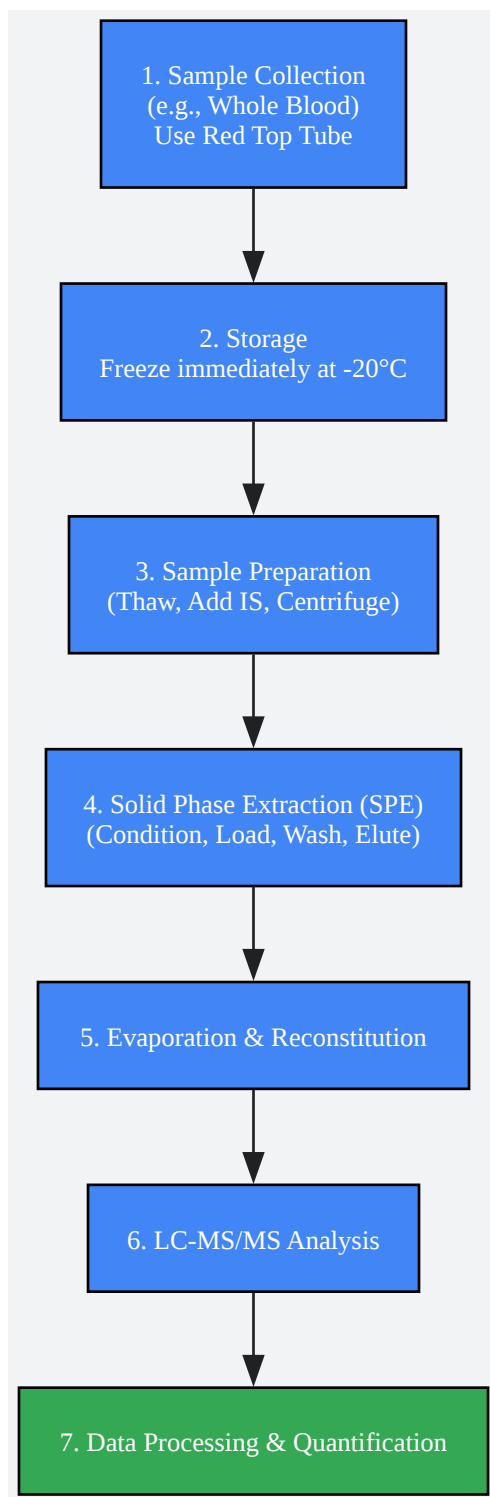 1. Sample Collection
(e.g., Whole Blood)
Use Red Top Tube
2. Storage
Freeze immediately at -20°C
3. Sample Preparation
(Thaw, Add IS, Centrifuge)
4. Solid Phase Extraction (SPE)
(Condition, Load, Wash, Elute)
5. Evaporation & Reconstitution
6. LC-MS/MS Analysis
7. Data Processing & Quantification